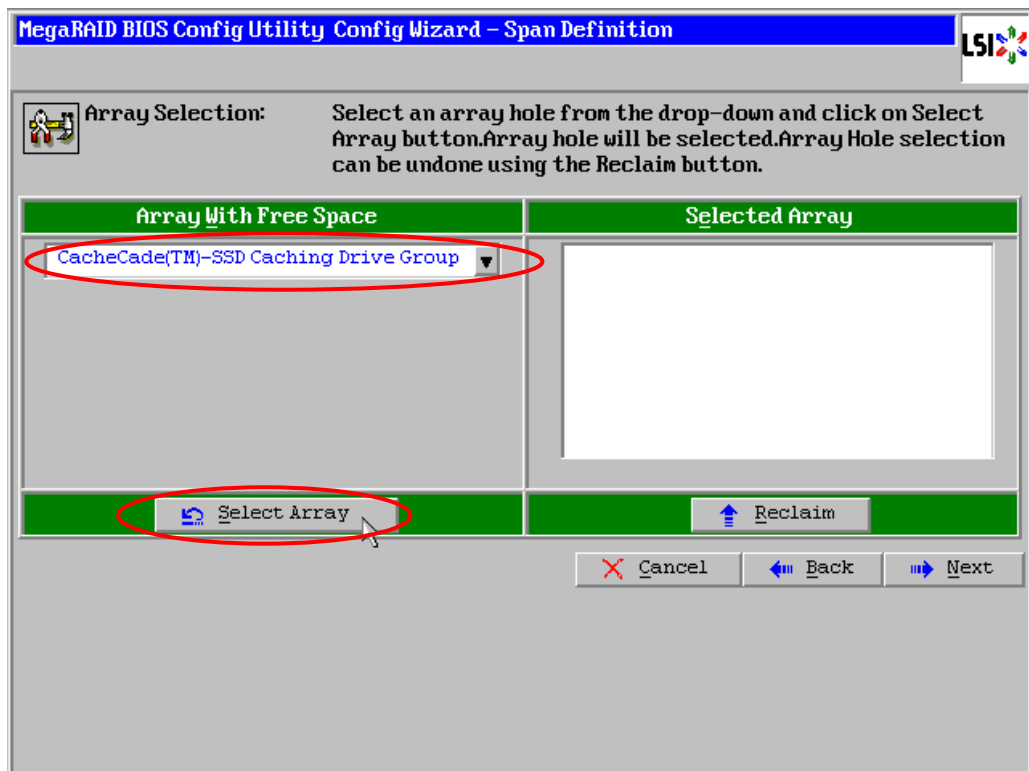 MegaRAID BIOS Config Utility Config Wizard – Span Definition
LSI
Array Selection:
Select an array hole from the drop-down and click on Select
Array button.Array hole will be selected.Array Hole selection
can be undone using the Reclaim button.
Array With Free Space
Selected Array
CacheCade(TM)-SSD Caching Drive Group
Select Array
Reclaim
Cancel
Back
Next